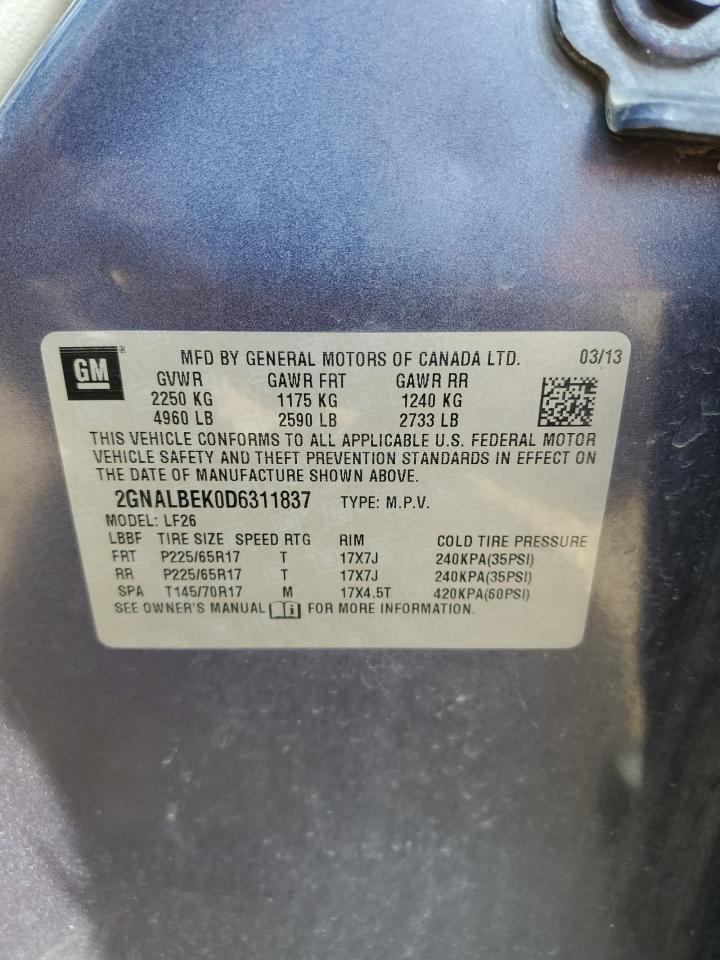 GM ® MFD BY GENERAL MOTORS OF CANADA LTD. 03/13
GVWR GAWR FRT GAWR RR
2250 KG 1175 KG 1240 KG
4960 LB 2590 LB 2733 LB
THIS VEHICLE CONFORMS TO ALL APPLICABLE U.S. FEDERAL MOTOR
VEHICLE SAFETY AND THEFT PREVENTION STANDARDS IN EFFECT ON
THE DATE OF MANUFACTURE SHOWN ABOVE.
2GNALBEK0D6311837 TYPE: M.P.V.
MODEL: LF26
LBBF TIRE SIZE SPEED RTG RIM COLD TIRE PRESSURE
FRT P225/65R17 T 17X7J 240KPA(35PSI)
RR P225/65R17 T 17X7J 240KPA(35PSI)
SPA T145/70R17 M 17X4.5T 420KPA(60PSI)
SEE OWNER'S MANUAL i FOR MORE INFORMATION.